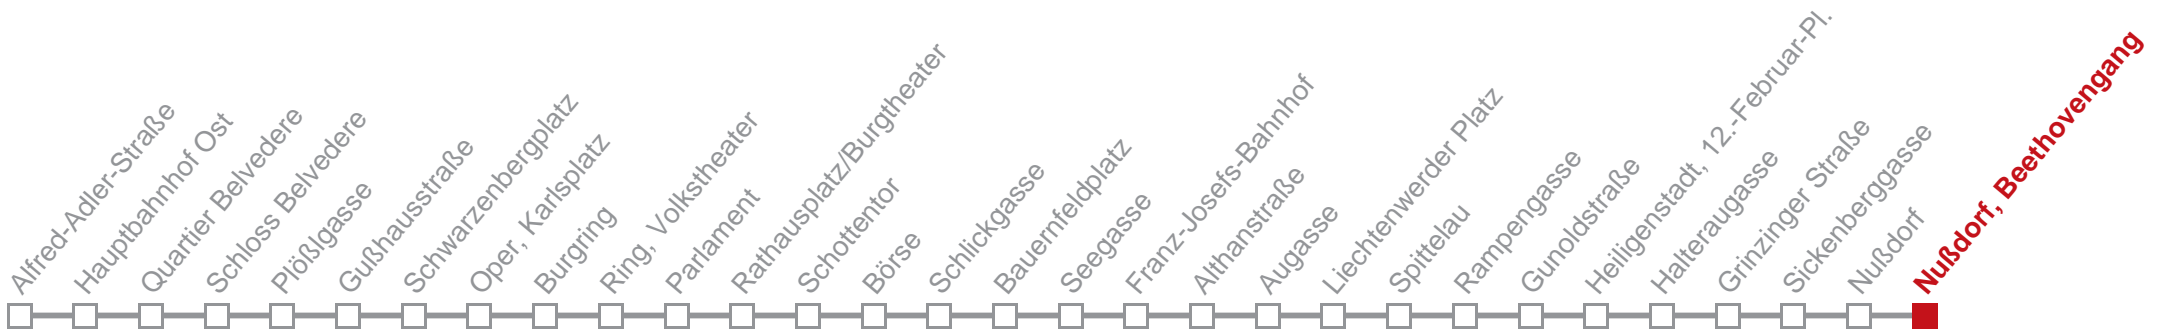 Alfred-Adler-Straße
Hauptbahnhof Ost
Quartier Belvedere
Schloss Belvedere
Plößlgasse
Gußhausstraße
Schwarzenbergplatz
Oper, Karlsplatz
Burgring
Ring, Volkstheater
Parlament
Rathausplatz/Burgtheater
Schottentor
Börse
Schlickgasse
Bauernfeldplatz
Seegasse
Franz-Josefs-Bahnhof
Althanstraße
Augasse
Liechtenwerder Platz
Spittelau
Rampengasse
Gunoldstraße
Heiligenstadt, 12.-Februar-Pl.
Halteraugasse
Grinzinger Straße
Sickenberggasse
Nußdorf
Nußdorf, Beethovengang